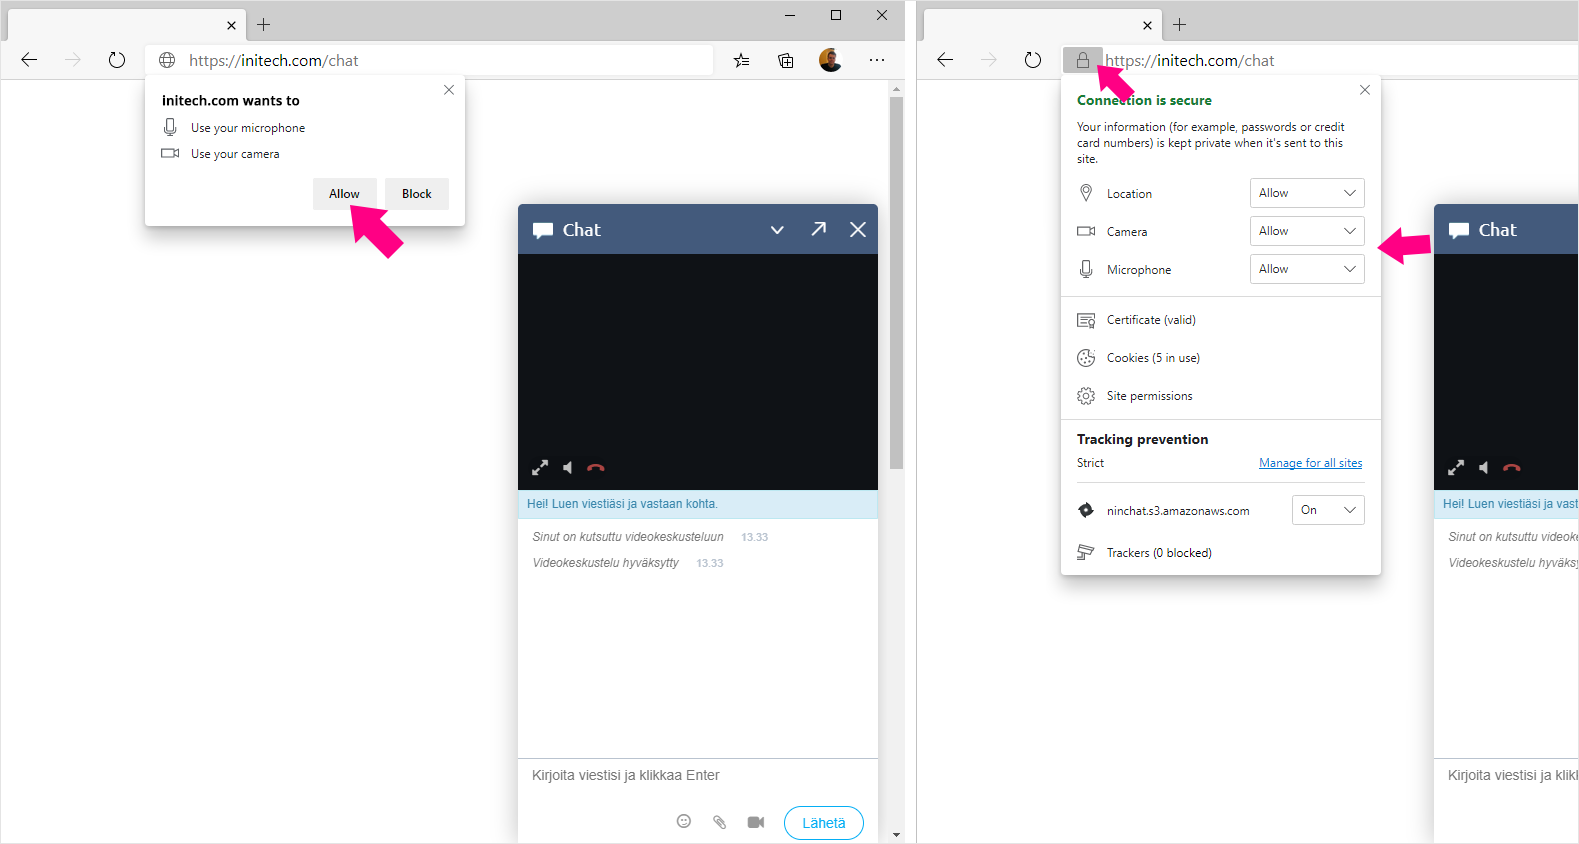 https://initech.com/chat
initech.com wants to
Use your microphone
Use your camera
Allow
Block
Chat
Hei! Luen viestiäsi ja vastaan kohta.
Sinut on kutsuttu videokeskusteluun 13.33
Videokeskustelu hyväksytty 13.33
Kirjoita viestisi ja klikkaa Enter
Lähetä
https://initech.com/chat
Connection is secure
Your information (for example, passwords or credit
card numbers) is kept private when it's sent to this
site.
Location Allow
Camera Allow
Microphone Allow
Certificate (valid)
Cookies (5 in use)
Site permissions
Tracking prevention
Strict Manage for all sites
ninchat.s3.amazonaws.com On
Trackers (0 blocked)
Chat
Hei! Luen viestiäsi ja vast
Sinut on kutsuttu videok
Videokeskustelu hyväks
Kirjoita viestisi ja klik